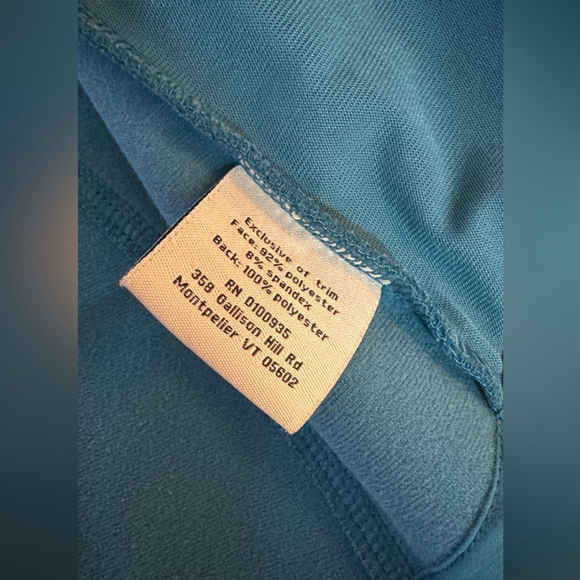 Exclusive of trim
Face: 92% polyester
8% spandex
Back: 100% polyester
RN 0100935
358 Gallison Hill Rd
Montpelier VT 05602